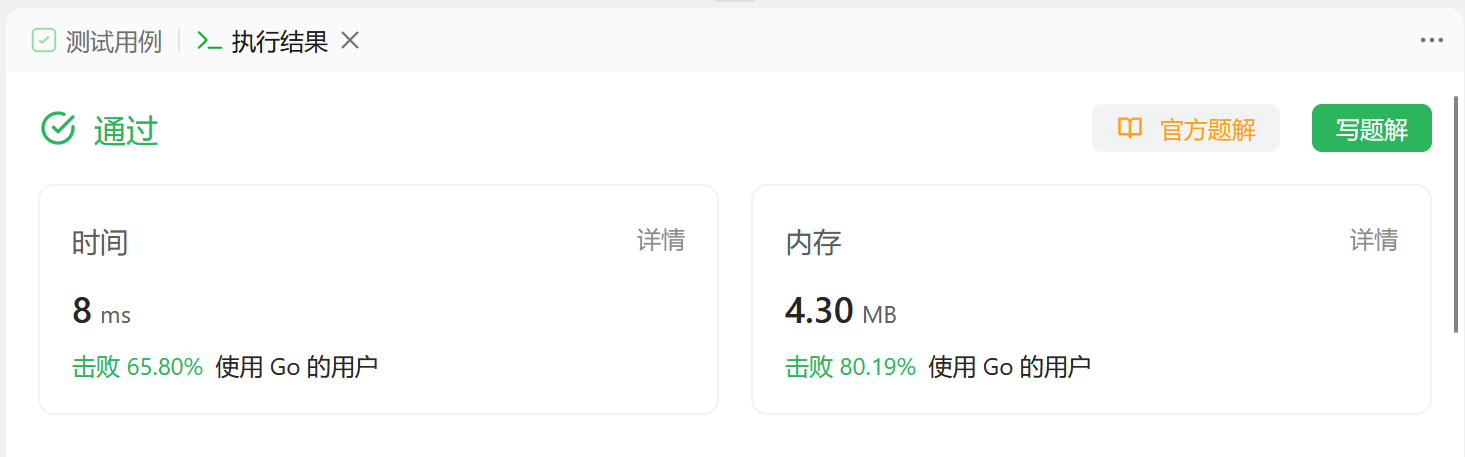 测试用例 执行结果
通过 官方题解 写题解
时间 详情
8 ms
击败 65.80% 使用 Go 的用户
内存 详情
4.30 MB
击败 80.19% 使用 Go 的用户